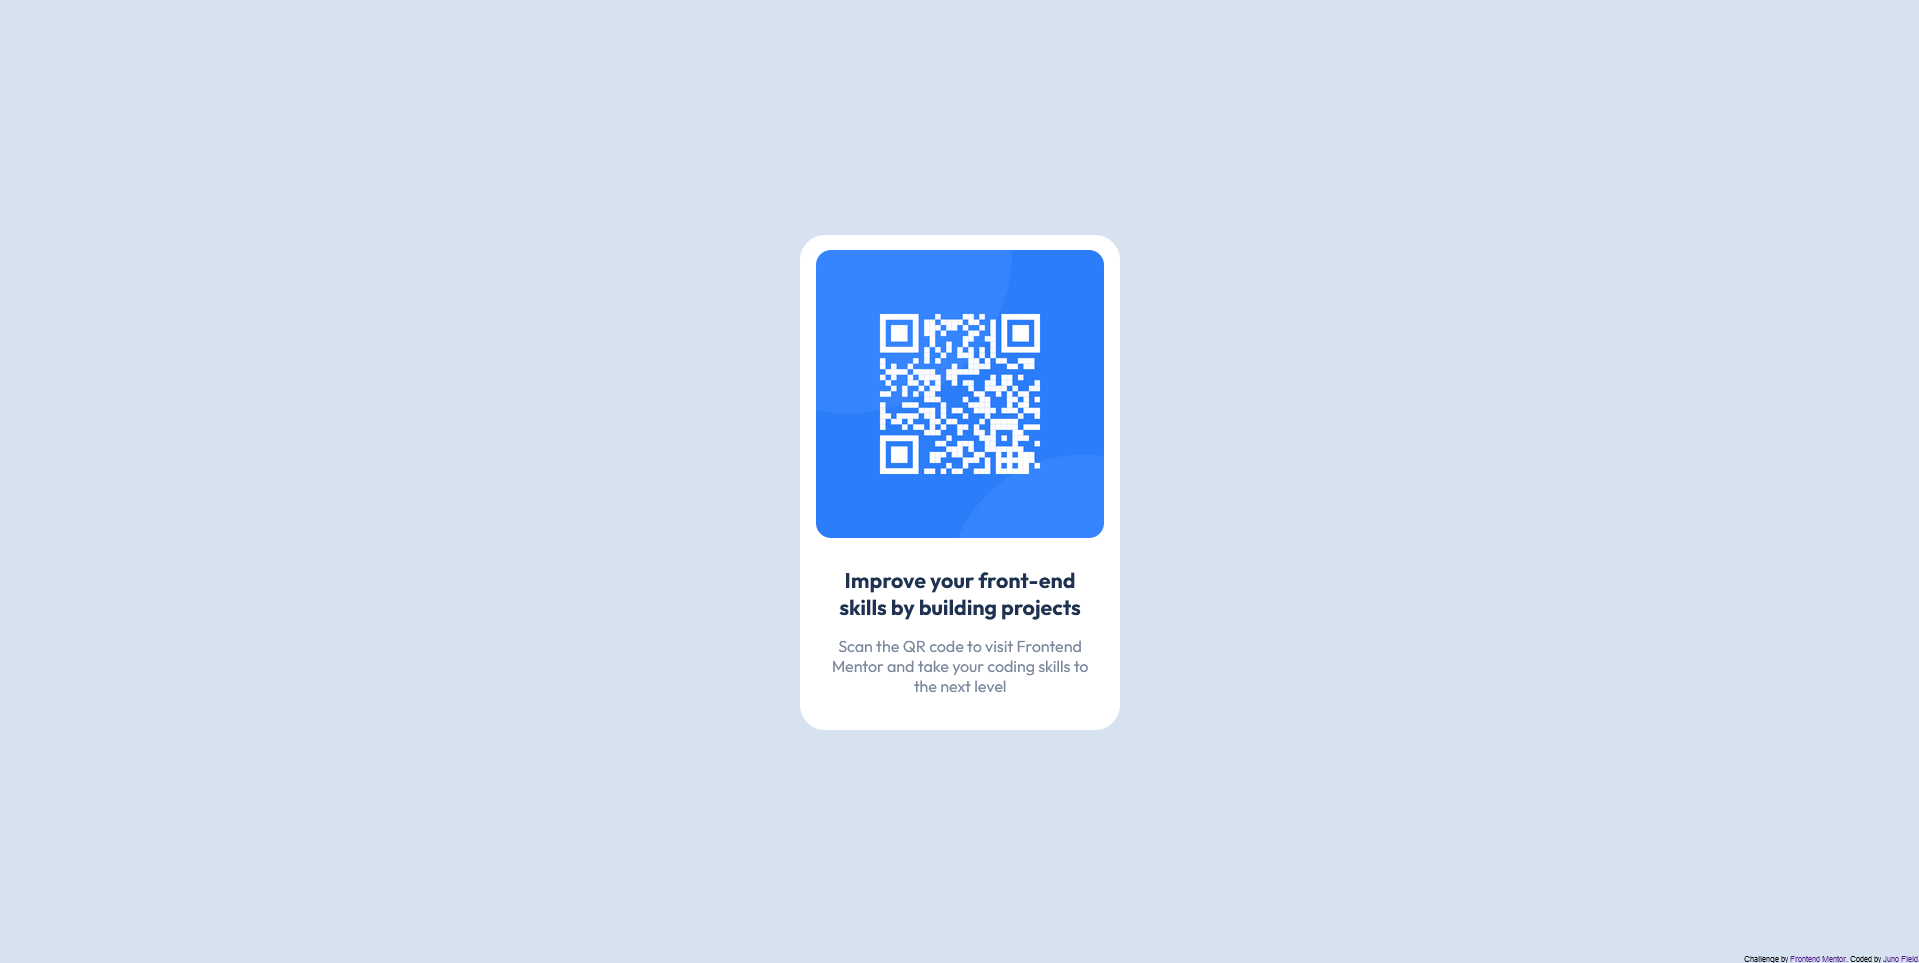 Improve your front-end
skills by building projects
Scan the QR code to visit Frontend
Mentor and take your coding skills to
the next level
Challenge by Frontend Mentor. Coded by Juno Field.